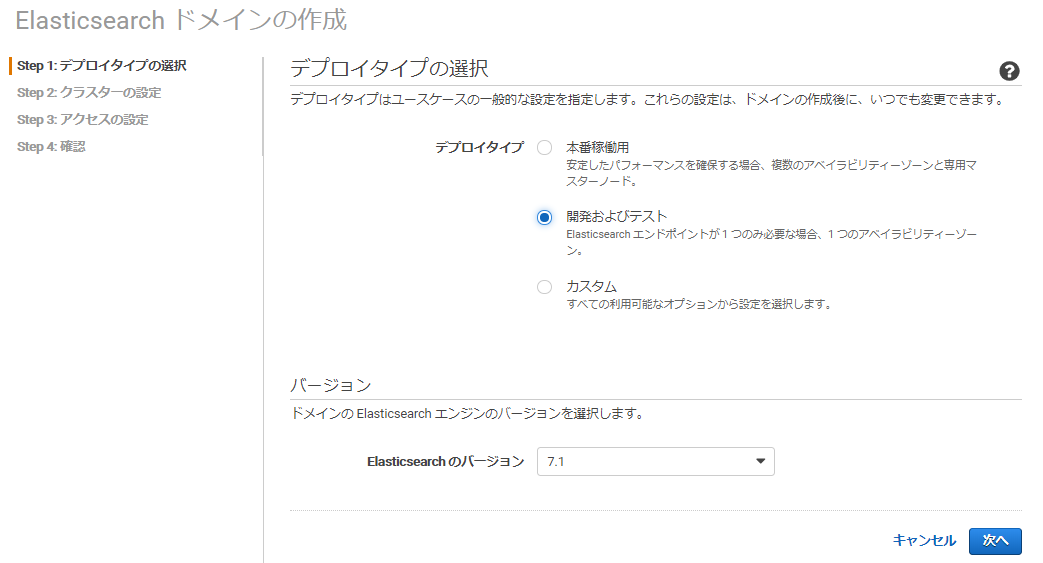 Elasticsearch ドメインの作成
Step 1: デプロイタイプの選択
Step 2: クラスターの設定
Step 3: アクセスの設定
Step 4: 確認
デプロイタイプの選択
?
デプロイタイプはユースケースの一般的な設定を指定します。これらの設定は、ドメインの作成後に、いつでも変更できます。
デプロイタイプ
本番稼働用
安定したパフォーマンスを確保する場合、複数のアベイラビリティーゾーンと専用マ
スターノード。
開発およびテスト
Elasticsearch エンドポイントが 1 つのみ必要な場合、1 つのアベイラビリティーゾー
ン。
カスタム
すべての利用可能なオプションから設定を選択します。
バージョン
ドメインの Elasticsearch エンジンのバージョンを選択します。
Elasticsearch のバージョン
7.1
キャンセル
次へ